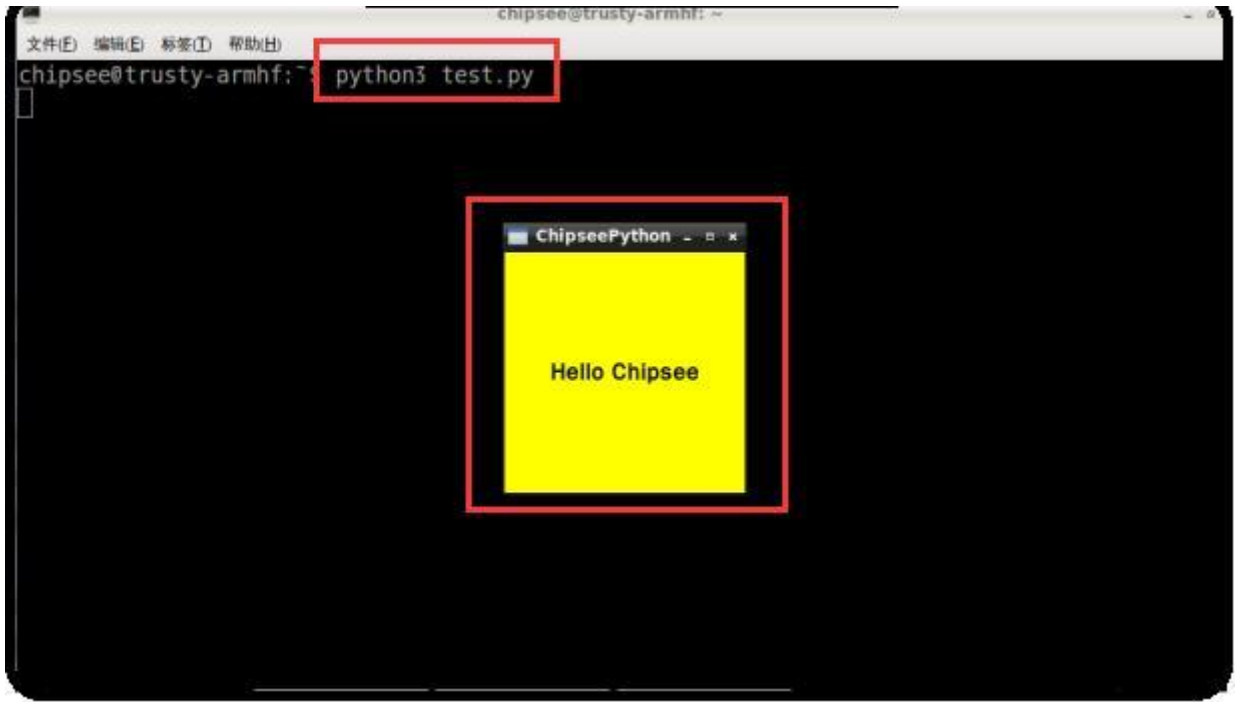 chipsee@trusty-armhf: ~
文件(F) 编辑(E) 标签(T) 帮助(H)
chipsee@trusty-armhf:~$ python3 test.py
ChipseePython
Hello Chipsee